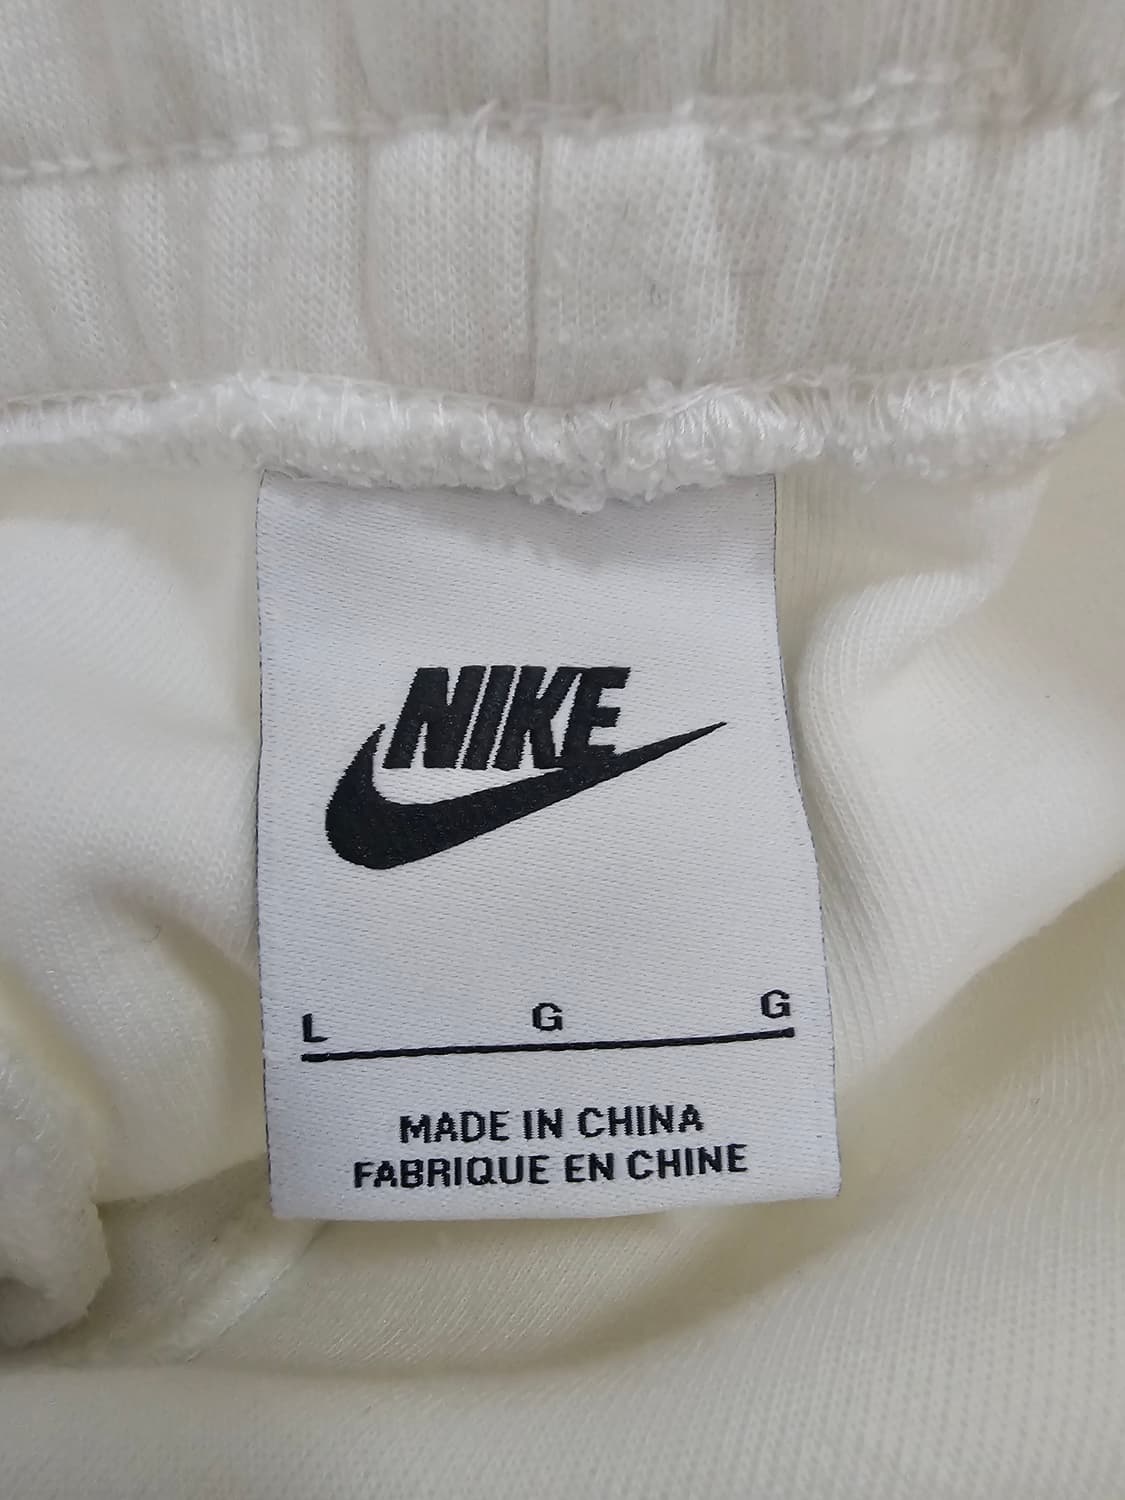 NIKE
L G G
MADE IN CHINA
FABRIQUE EN CHINE